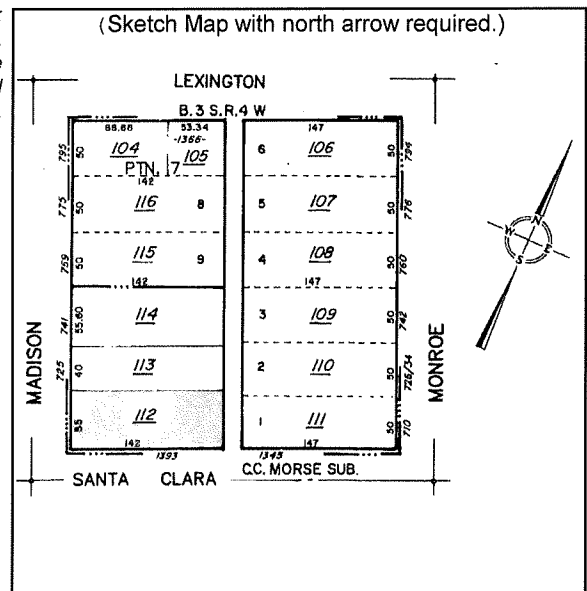 (Sketch Map with north arrow required.)
LEXINGTON
B.3 S.R.4 W
88.66 53.34 147
-1366-
795 50 104 105 6 106 794
PTN. 7
142
775 50 116 8 5 107 50 776
759 50 115 9 4 108 50 760
142 147
741 55.60 114 3 109 50 742
MADISON
MONROE
725 40 113 2 110 50 726/34
55 112 1 111 50 710
142 147
1393 1345
SANTA CLARA C.C. MORSE SUB.
N
W
E
S